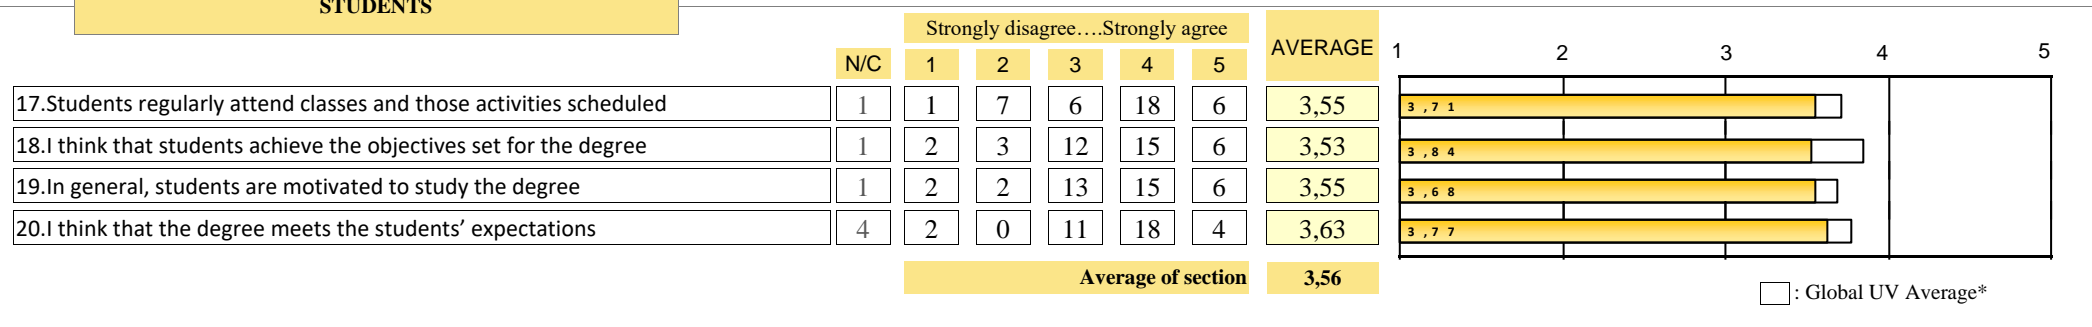 STUDENTS
Strongly disagree….Strongly agree
AVERAGE
1 2 3 4 5
N/C 1 2 3 4 5
17.Students regularly attend classes and those activities scheduled 1 1 7 6 18 6 3,55 3,71
18.I think that students achieve the objectives set for the degree 1 2 3 12 15 6 3,53 3,84
19.In general, students are motivated to study the degree 1 2 2 13 15 6 3,55 3,68
20.I think that the degree meets the students’ expectations 4 2 0 11 18 4 3,63 3,77
Average of section 3,56
: Global UV Average*